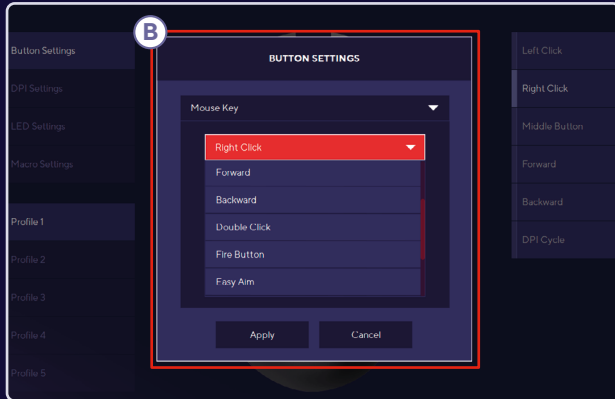 B
Button Settings
DPI Settings
LED Settings
Macro Settings
Profile 1
Profile 2
Profile 3
Profile 4
Profile 5
BUTTON SETTINGS
Mouse Key
Right Click
Forward
Backward
Double Click
Fire Button
Easy Aim
Apply
Cancel
Left Click
Right Click
Middle Button
Forward
Backward
DPI Cycle